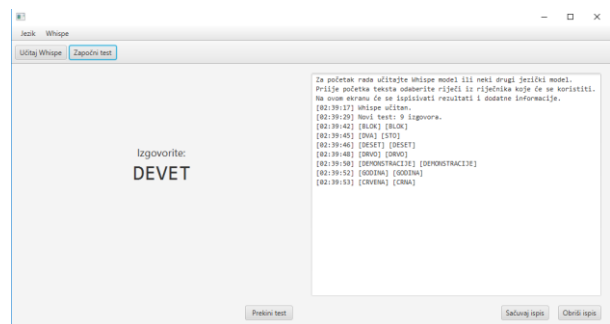 Jezik Whispe
Učitaj Whispe Započni test
Izgovorite:
DEVET
Za početak rada učitajte Whispe model ili neki drugi jezički model.
Prije početka teksta odaberite riječi iz riječnika koje će se koristiti.
Na ovom ekranu će se ispisivati rezultati i dodatne informacije.
[02:39:17] Whispe učitan.
[02:39:29] Novi test: 9 izgovora.
[02:39:42] [BLOK] [BLOK]
[02:39:45] [DVA] [STO]
[02:39:46] [DESET] [DESET]
[02:39:48] [DRVO] [DRVO]
[02:39:50] [DEMONSTRACIJE] [DEMONSTRACIJE]
[02:39:52] [GODINA] [GODINA]
[02:39:53] [CRVENA] [CRNA]
Prekini test
Sačuvaj ispis Obriši ispis